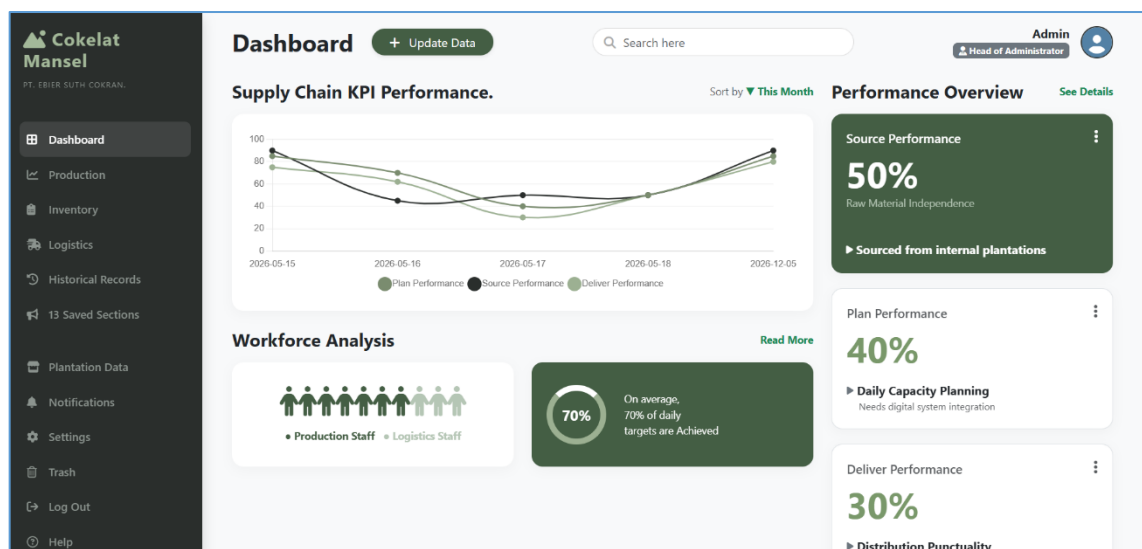 Cokelat
Mansel
PT. EBIER SUTH COKRAN.
Dashboard
Production
Inventory
Logistics
Historical Records
13 Saved Sections
Plantation Data
Notifications
Settings
Trash
Log Out
Help
Dashboard
+ Update Data
Search here
Admin
Head of Administrator
Supply Chain KPI Performance.
Sort by ▼ This Month
100
80
60
40
20
0
2026-05-15 2026-05-16 2026-05-17 2026-05-18 2026-12-05
Plan Performance Source Performance Deliver Performance
Workforce Analysis
Read More
• Production Staff • Logistics Staff
70%
On average,
70% of daily
targets are Achieved
Performance Overview
See Details
Source Performance
50%
Raw Material Independence
Sourced from internal plantations
Plan Performance
40%
Daily Capacity Planning
Needs digital system integration
Deliver Performance
30%
Distribution Punctuality